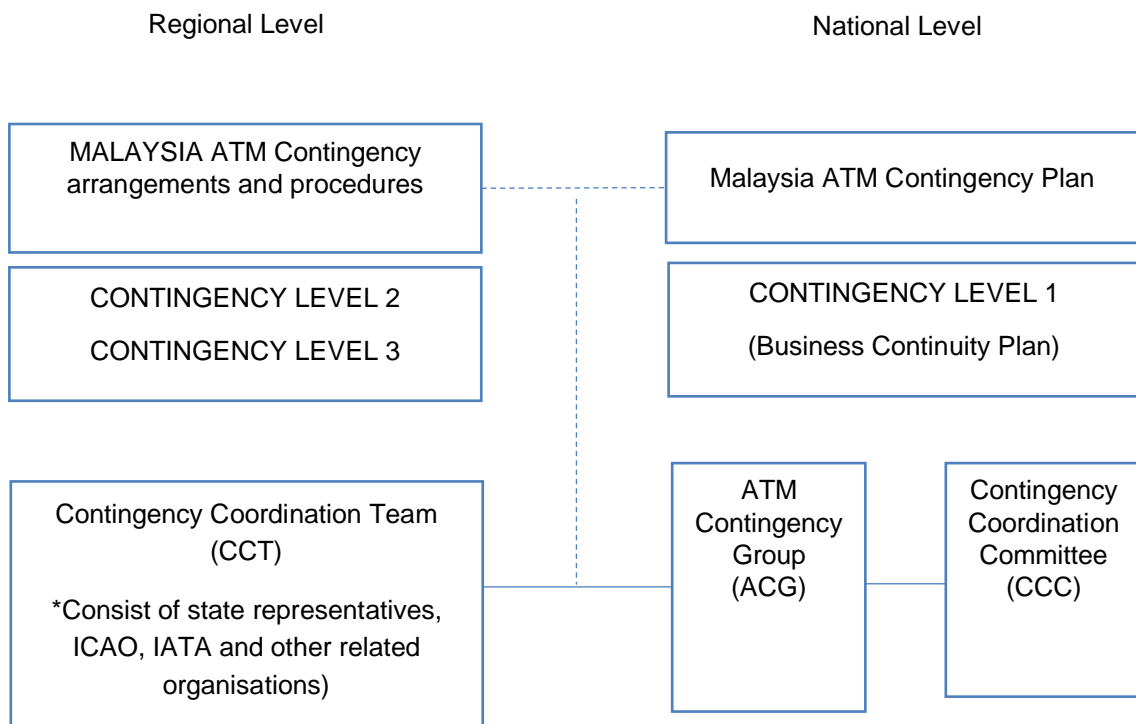 Regional Level
National Level
MALAYSIA ATM Contingency
arrangements and procedures
Malaysia ATM Contingency Plan
CONTINGENCY LEVEL 2
CONTINGENCY LEVEL 3
CONTINGENCY LEVEL 1
(Business Continuity Plan)
Contingency Coordination Team
(CCT)
*Consist of state representatives,
ICAO, IATA and other related
organisations)
ATM
Contingency
Group
(ACG)
Contingency
Coordination
Committee
(CCC)